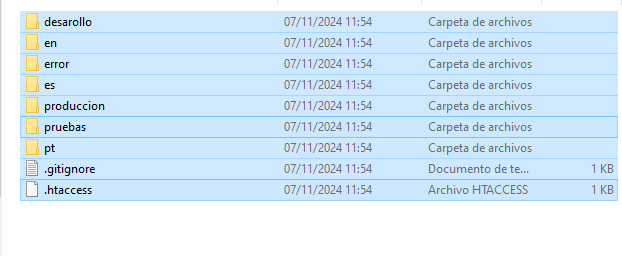 desarollo 07/11/2024 11:54 Carpeta de archivos
en 07/11/2024 11:54 Carpeta de archivos
error 07/11/2024 11:54 Carpeta de archivos
es 07/11/2024 11:54 Carpeta de archivos
produccion 07/11/2024 11:54 Carpeta de archivos
pruebas 07/11/2024 11:54 Carpeta de archivos
pt 07/11/2024 11:54 Carpeta de archivos
.gitignore 07/11/2024 11:54 Documento de te... 1 KB
.htaccess 07/11/2024 11:54 Archivo HTACCESS 1 KB